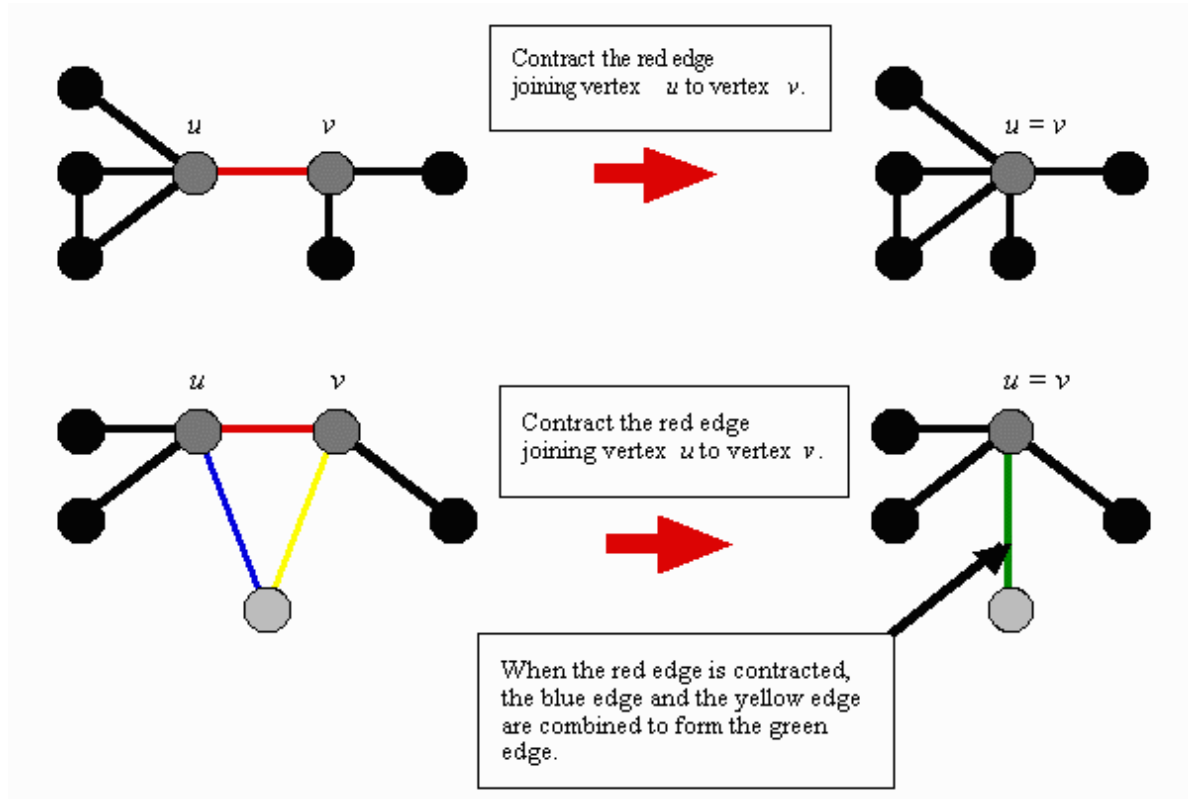 Contract the red edge
joining vertex u to vertex v.
u v
u = v
u v
u = v
Contract the red edge
joining vertex u to vertex v.
When the red edge is contracted,
the blue edge and the yellow edge
are combined to form the green
edge.